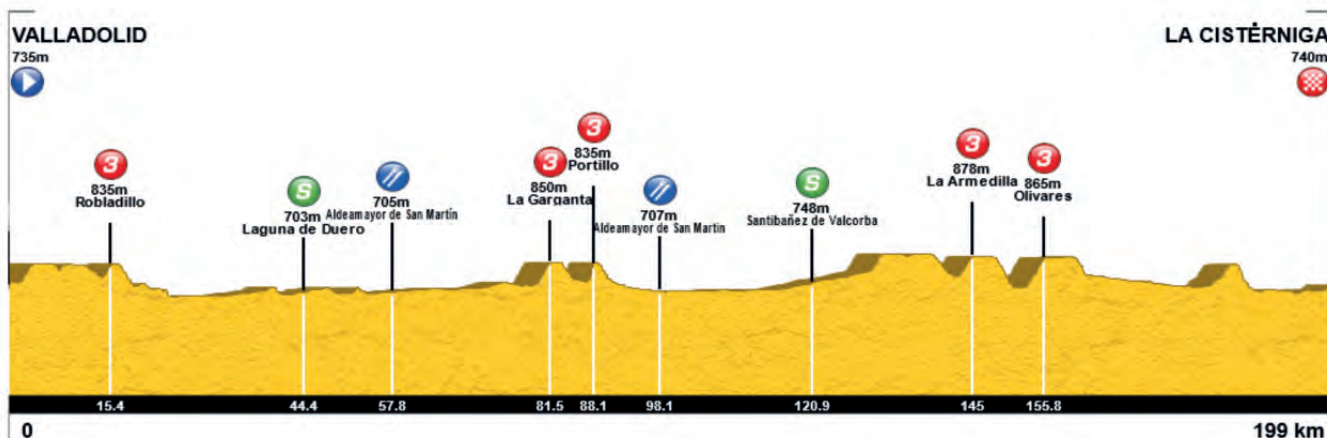 VALLADOLID
735m
LA CISTÉRNIGA
740m
3
835m
Robladillo
S
703m
Laguna de Duero
705m
Aldeamayor de San Martín
3
850m
La Garganta
3
835m
Portillo
707m
Aldeamayor de San Martín
S
748m
Santibañez de Valcorba
3
878m
La Armedilla
3
865m
Olivares
15.4 44.4 57.8 81.5 88.1 98.1 120.9 145 155.8
0 199 km